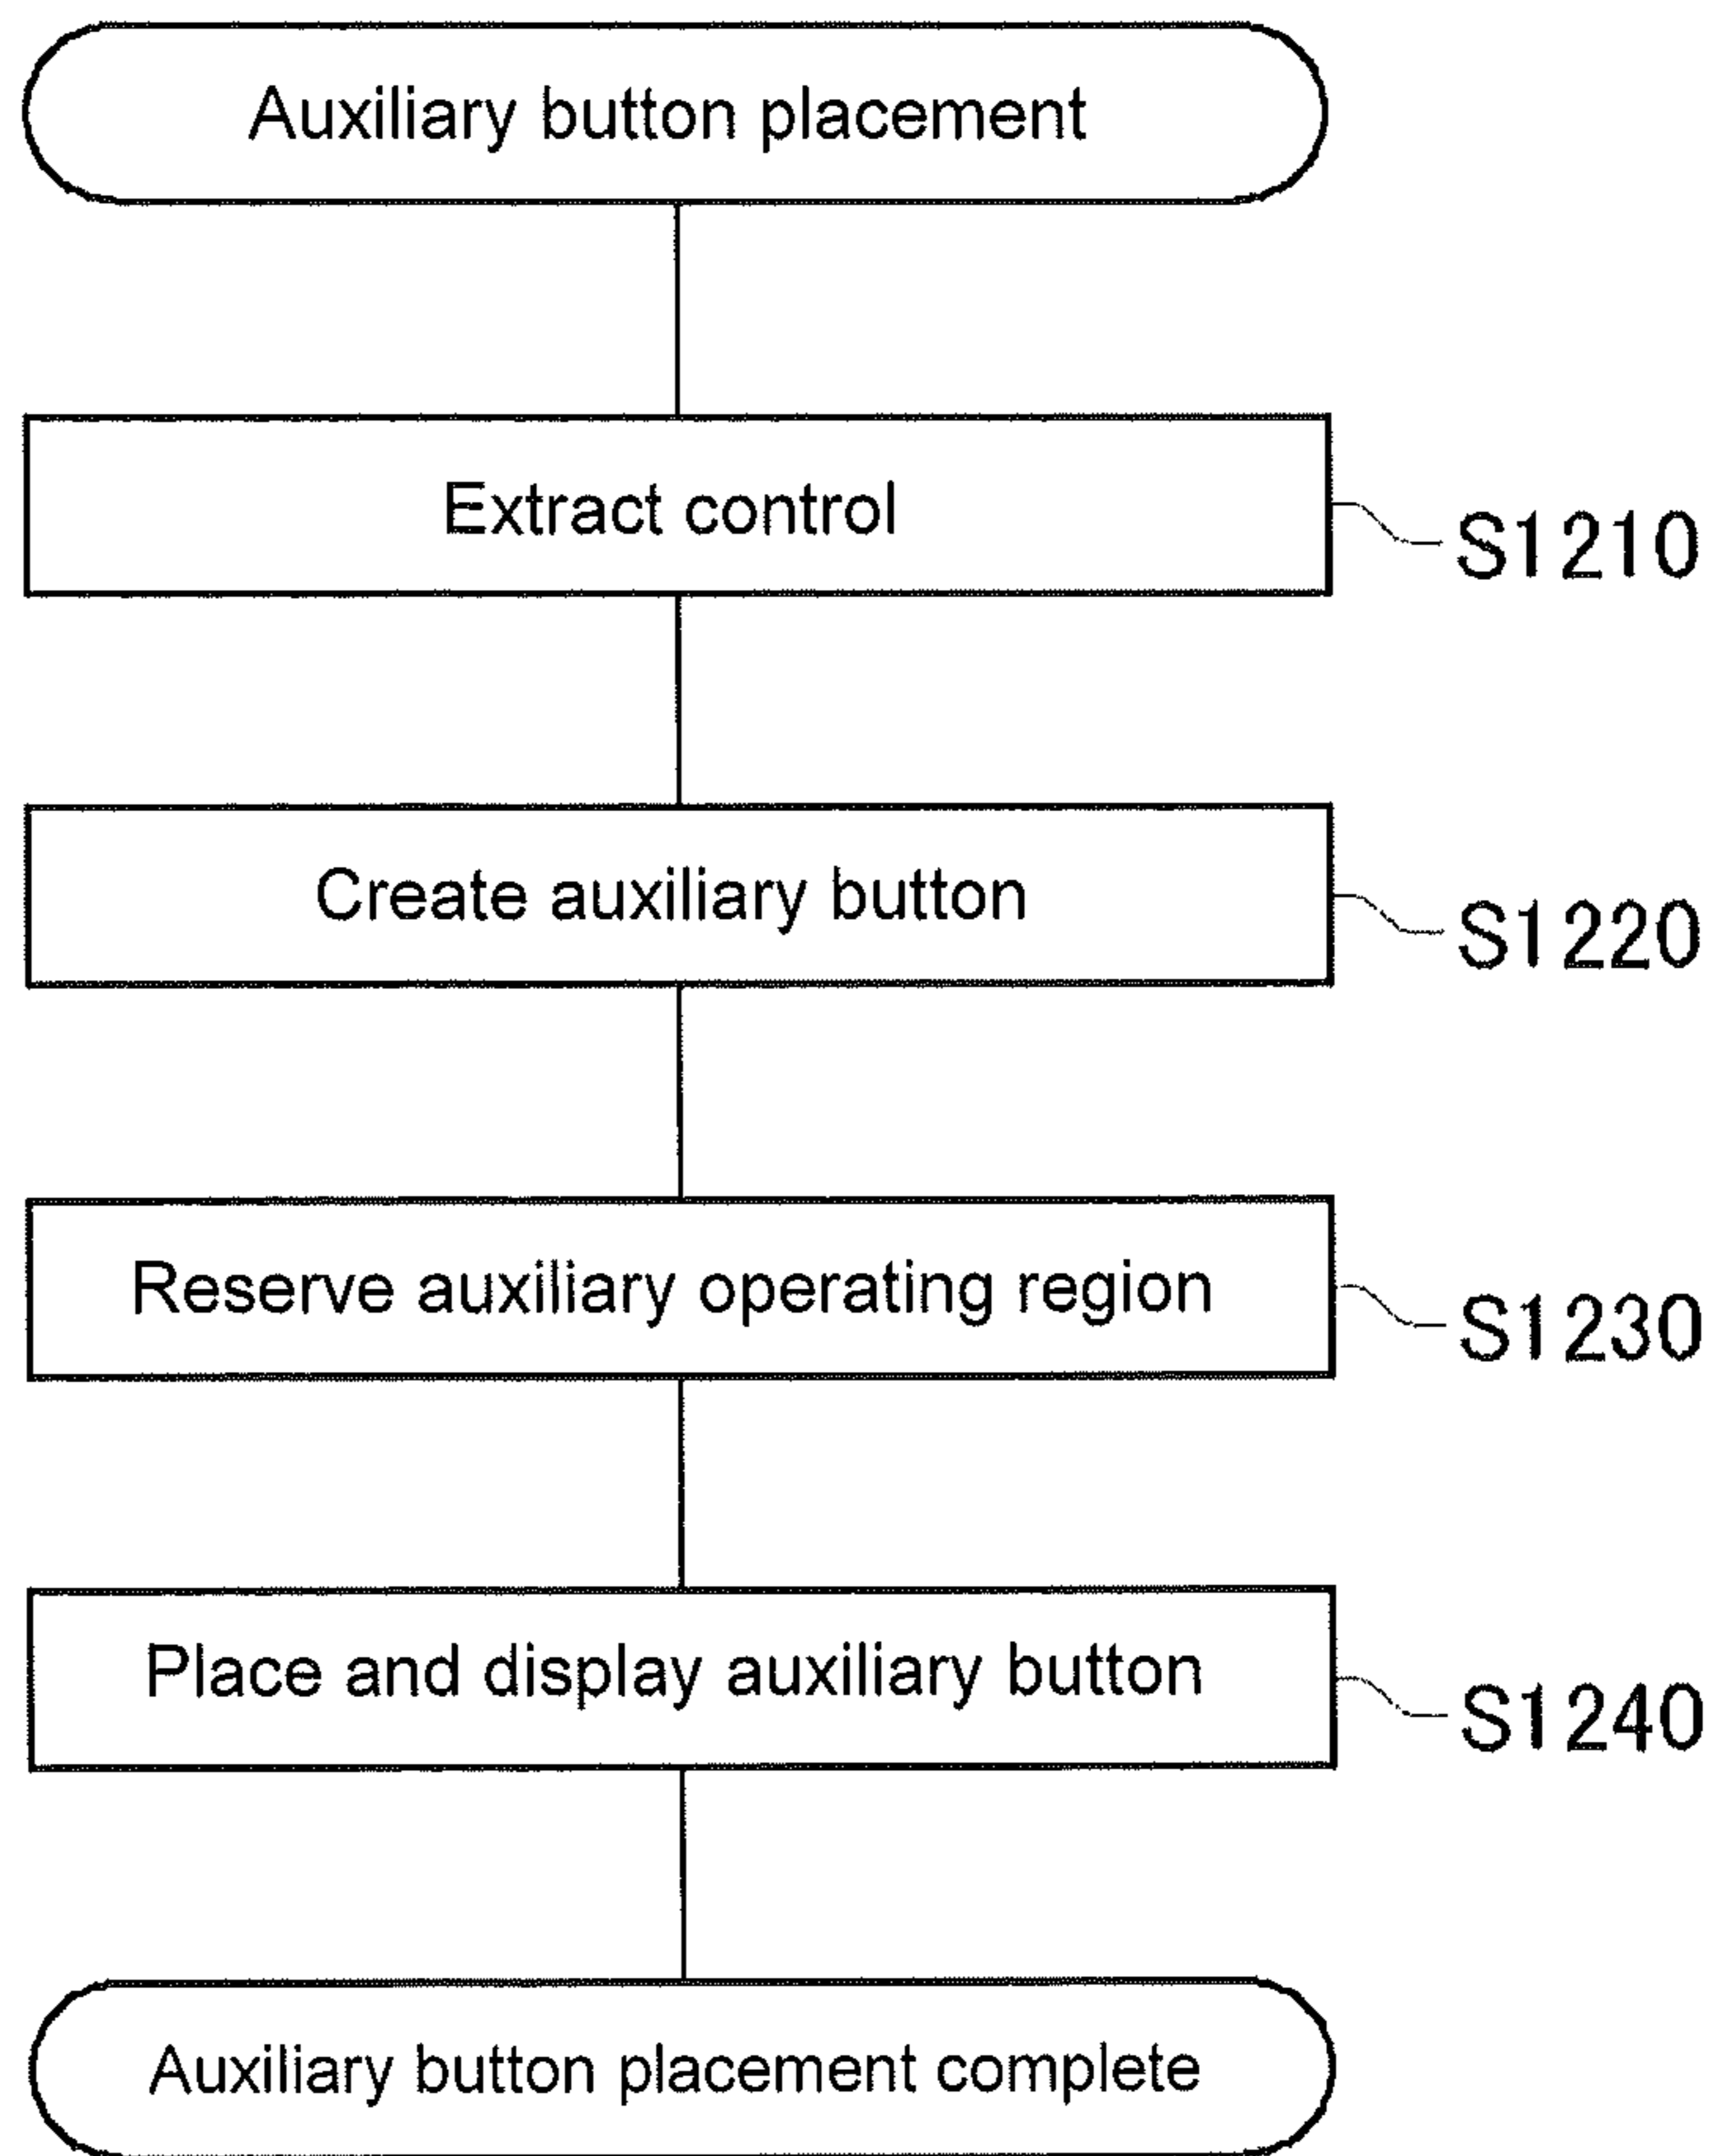 Auxiliary button placement
Extract control
S1210
Create auxiliary button
S1220
Reserve auxiliary operating region
S1230
Place and display auxiliary button
S1240
Auxiliary button placement complete